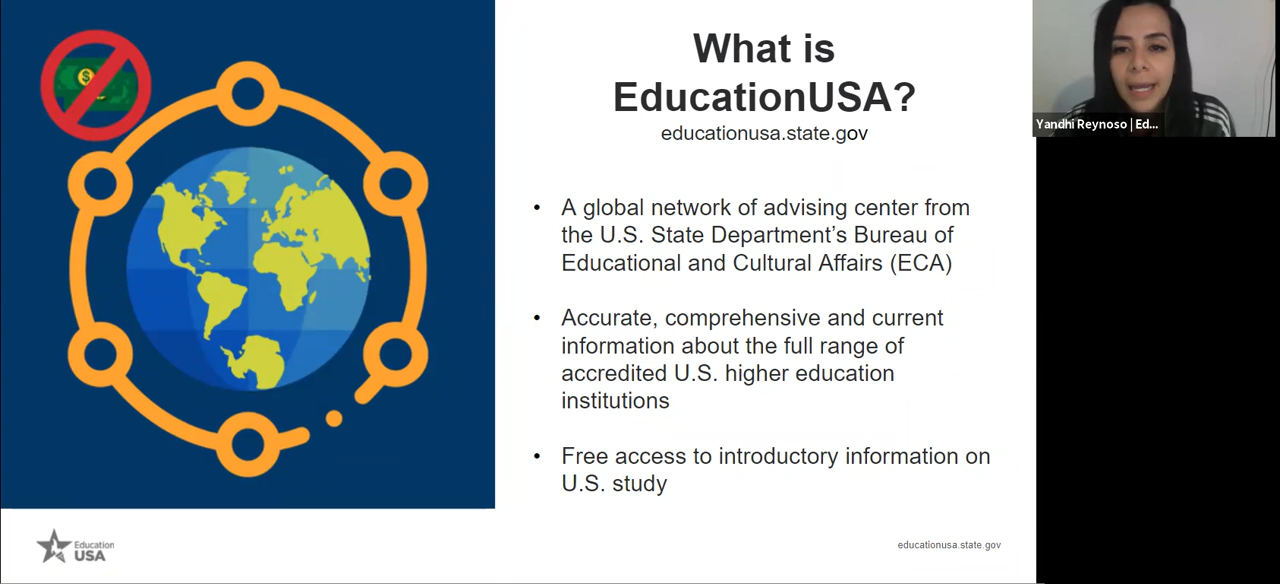 What is
EducationUSA?
educationusa.state.gov
• A global network of advising center from
the U.S. State Department’s Bureau of
Educational and Cultural Affairs (ECA)
• Accurate, comprehensive and current
information about the full range of
accredited U.S. higher education
institutions
• Free access to introductory information on
U.S. study
$
Yandhi Reynoso | Ed...
Education
USA
educationusa.state.gov